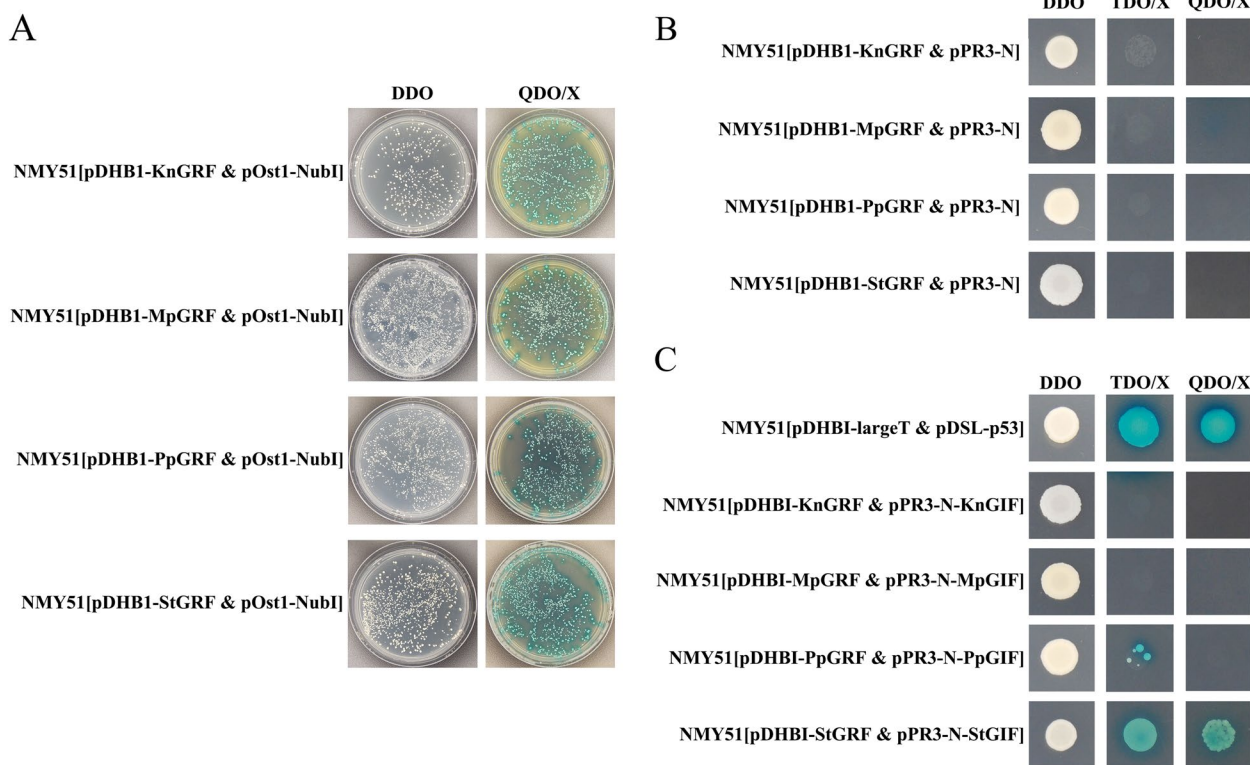 A
DDO QDO/X
NMY51[pDHB1-KnGRF & pOst1-NubI]
NMY51[pDHB1-MpGRF & pOst1-NubI]
NMY51[pDHB1-PpGRF & pOst1-NubI]
NMY51[pDHB1-StGRF & pOst1-NubI]
B
DDO TDO/X QDO/X
NMY51[pDHB1-KnGRF & pPR3-N]
NMY51[pDHB1-MpGRF & pPR3-N]
NMY51[pDHB1-PpGRF & pPR3-N]
NMY51[pDHB1-StGRF & pPR3-N]
C
DDO TDO/X QDO/X
NMY51[pDHBI-largeT & pDSL-p53]
NMY51[pDHBI-KnGRF & pPR3-N-KnGIF]
NMY51[pDHBI-MpGRF & pPR3-N-MpGIF]
NMY51[pDHBI-PpGRF & pPR3-N-PpGIF]
NMY51[pDHBI-StGRF & pPR3-N-StGIF]